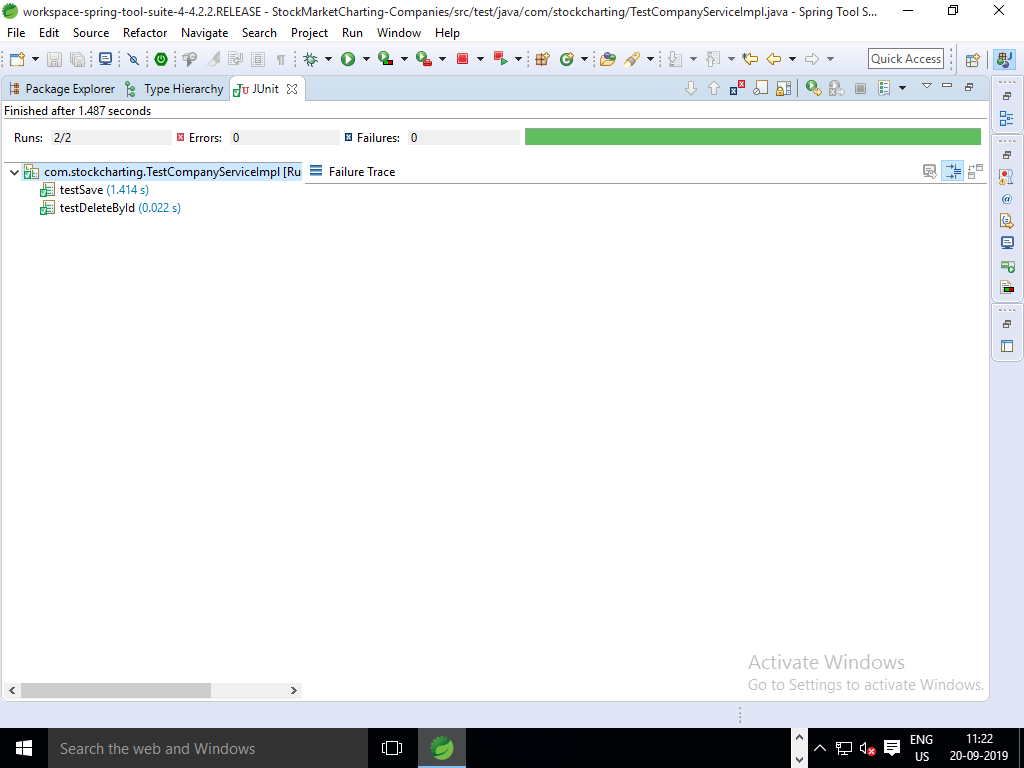 workspace-spring-tool-suite-4-4.2.2.RELEASE - StockMarketCharting-Companies/src/test/java/com/stockcharting/TestCompanyServiceImpl.java - Spring Tool S...
File Edit Source Refactor Navigate Search Project Run Window Help
Quick Access
Package Explorer Type Hierarchy JUnit
Finished after 1.487 seconds
Runs: 2/2 Errors: 0 Failures: 0
com.stockcharting.TestCompanyServiceImpl [Ru Failure Trace
testSave (1.414 s)
testDeleteById (0.022 s)
Activate Windows
Go to Settings to activate Windows.
Search the web and Windows
ENG
US
11:22
20-09-2019